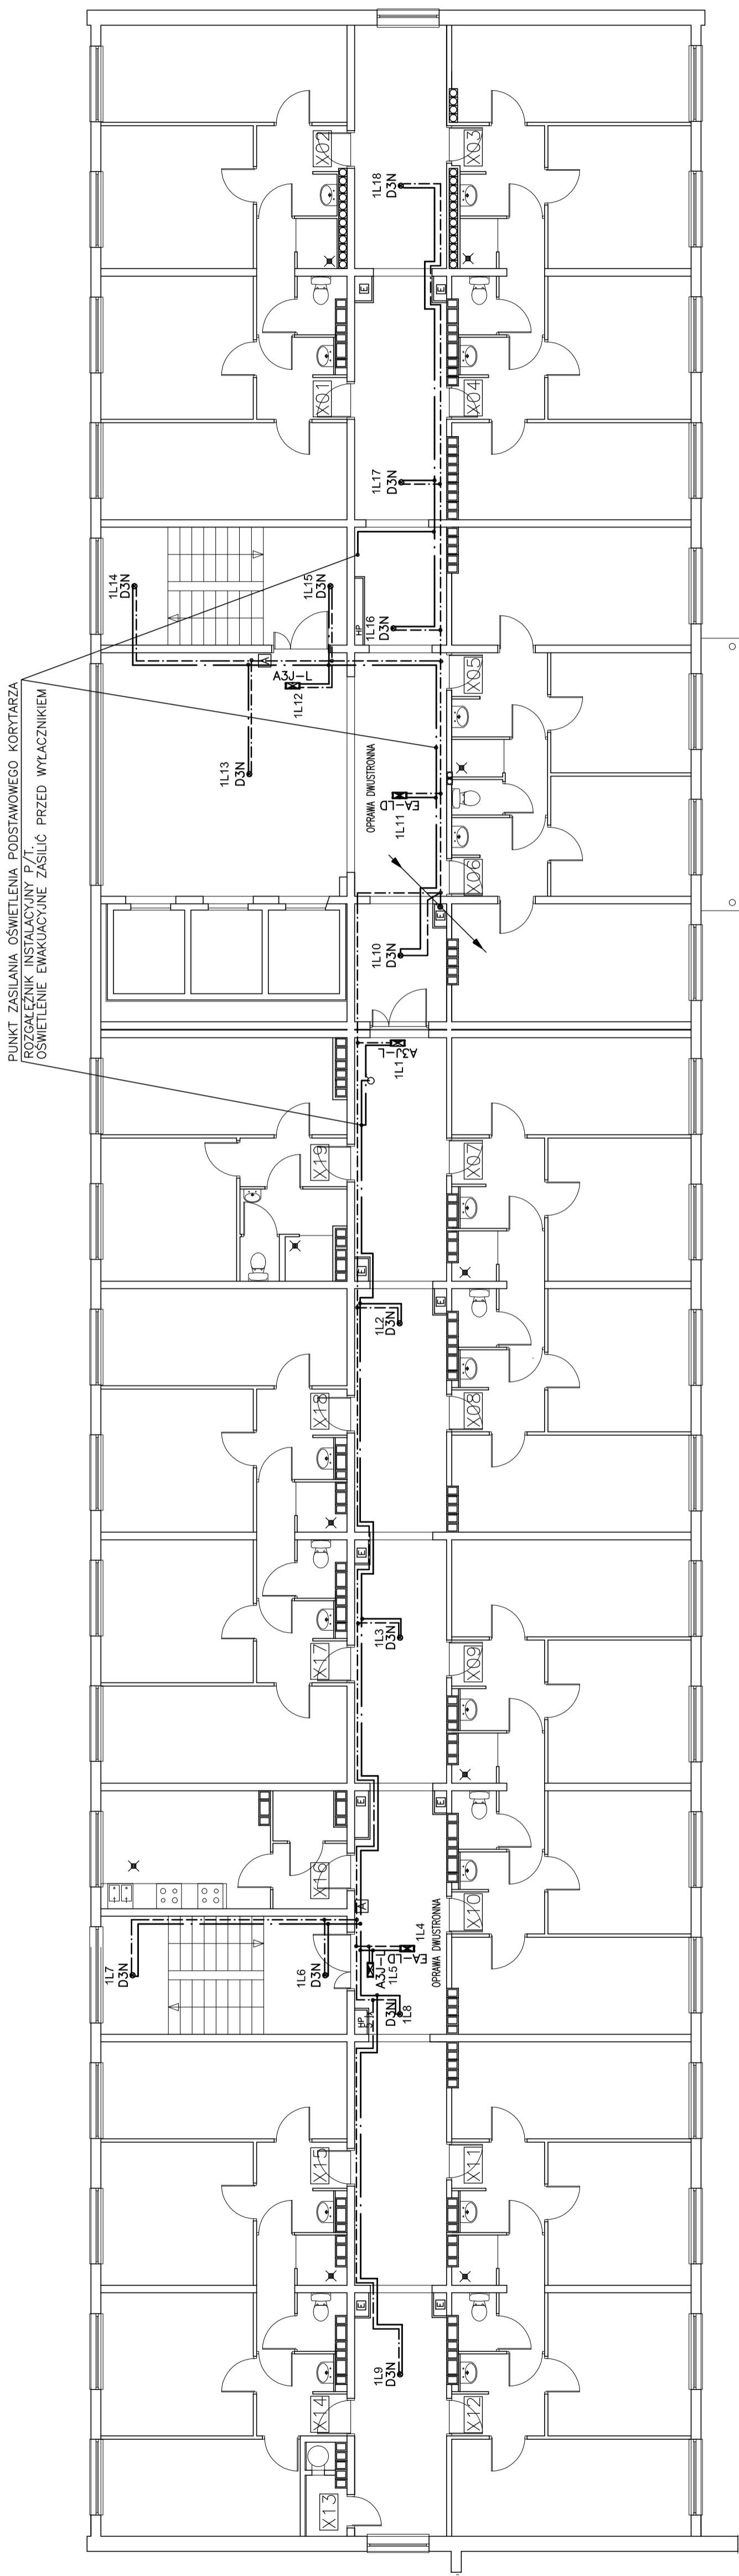 PUNKT ZASILANIA OŚWIETLENIA PODSTAWOWEGO KORYTARZA
ROZGAŁĘŹNIK INSTALACYJNY P/T.
OŚWIETLENIE EWAKUACYJNE ZASILIĆ PRZED WYŁĄCZNIKIEM
X02
X03
1L18
D3N
E
E
X01
X04
1L17
D3N
1L14
D3N
1L15
D3N
HP
1L16
D3N
A
A3J-L
1L12
X05
1L13
D3N
OPRAWA DWUSTRONNA
EA-LD
1L11
X06
E
1L10
D3N
A3J-L
1L1
X19
X07
E
E
1L2
D3N
X18
X08
E
1L3
D3N
X17
X09
E
E
X16
X10
A
1L7
D3N
1L6
D3N
A3J-L
1L5
EA-LD
1L4
OPRAWA DWUSTRONNA
HP
D3N
1L8
X15
X11
E
E
1L9
D3N
X14
X12
X13